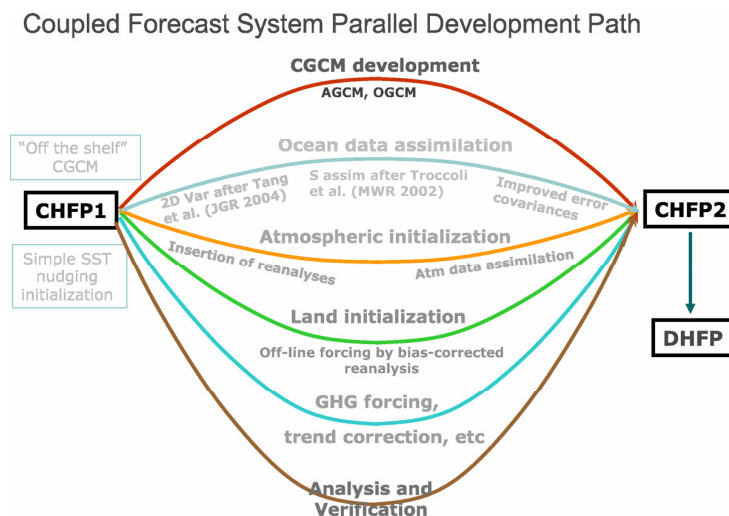 Coupled Forecast System Parallel Development Path
CGCM development
AGCM, OGCM
"Off the shelf"
CGCM
Ocean data assimilation
2D Var after Tang
et al. (JGR 2004)
S assim after Troccoli
et al. (MWR 2002)
Improved error
covariances
CHFP1
CHFP2
Simple SST
nudging
initialization
Atmospheric initialization
Insertion of reanalyses
Atm data assimilation
Land initialization
Off-line forcing by bias-corrected
reanalysis
DHFP
GHG forcing,
trend correction, etc
Analysis and
Verification